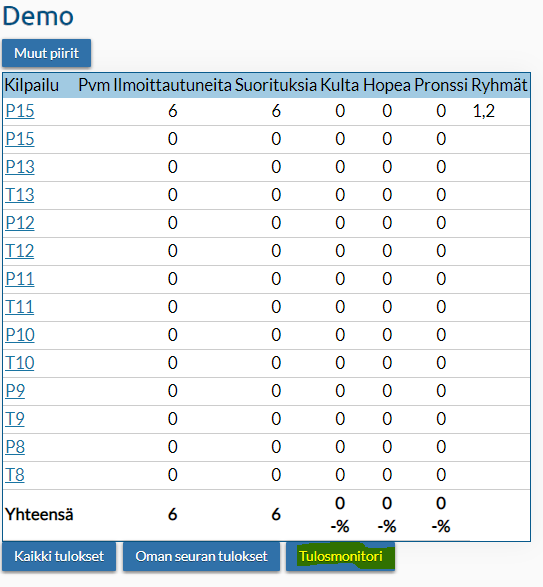 Demo
Muut piirit
Kilpailu Pvm Ilmoittautuneita Suorituksia Kulta Hopea Pronssi Ryhmät
P15 6 6 0 0 0 1,2
P15 0 0 0 0 0
P13 0 0 0 0 0
T13 0 0 0 0 0
P12 0 0 0 0 0
T12 0 0 0 0 0
P11 0 0 0 0 0
T11 0 0 0 0 0
P10 0 0 0 0 0
T10 0 0 0 0 0
P9 0 0 0 0 0
T9 0 0 0 0 0
P8 0 0 0 0 0
T8 0 0 0 0 0
Yhteensä 6 6 0 0 0
-% -% -%
Kaikki tulokset Oman seuran tulokset Tulosmonitori